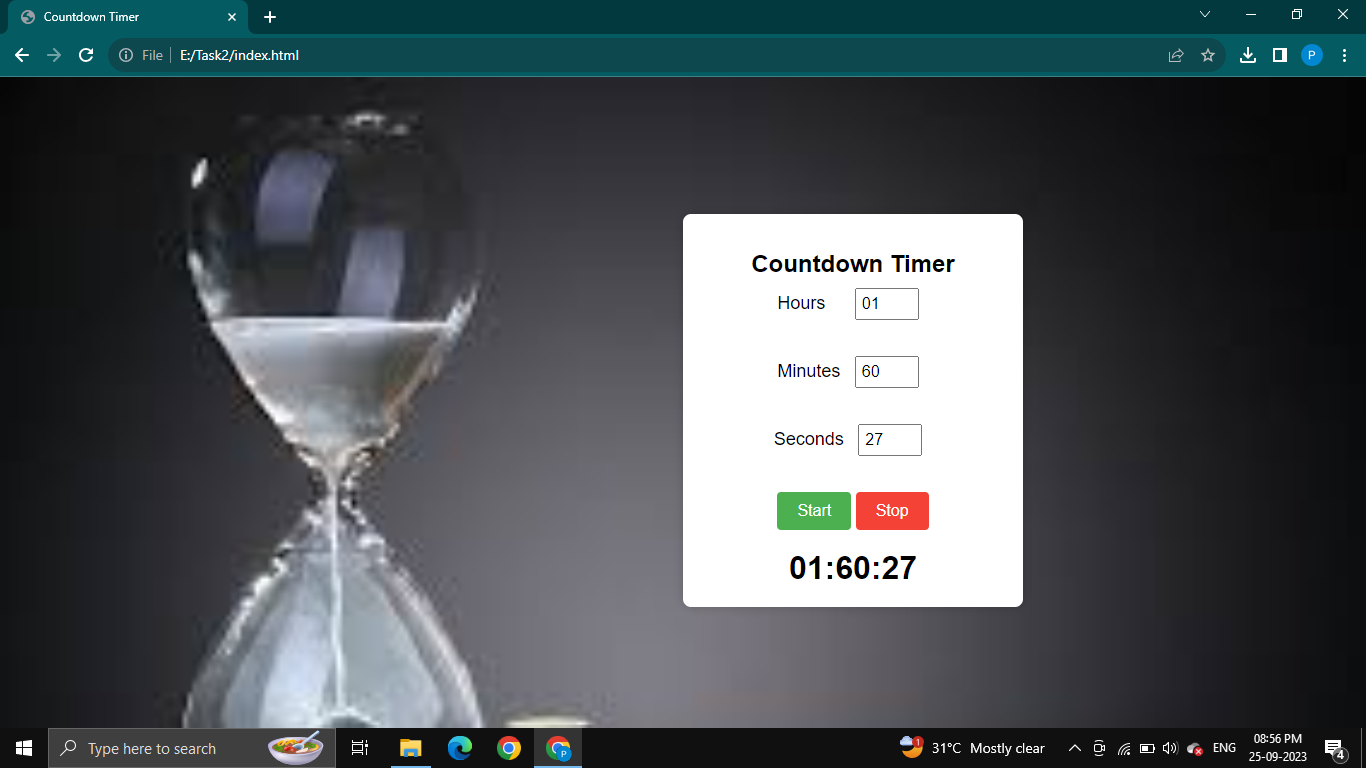 Countdown Timer
File E:/Task2/index.html
P
Countdown Timer
Hours 01
Minutes 60
Seconds 27
Start Stop
01:60:27
Type here to search
P
1
31°C Mostly clear
ENG
08:56 PM
25-09-2023
4